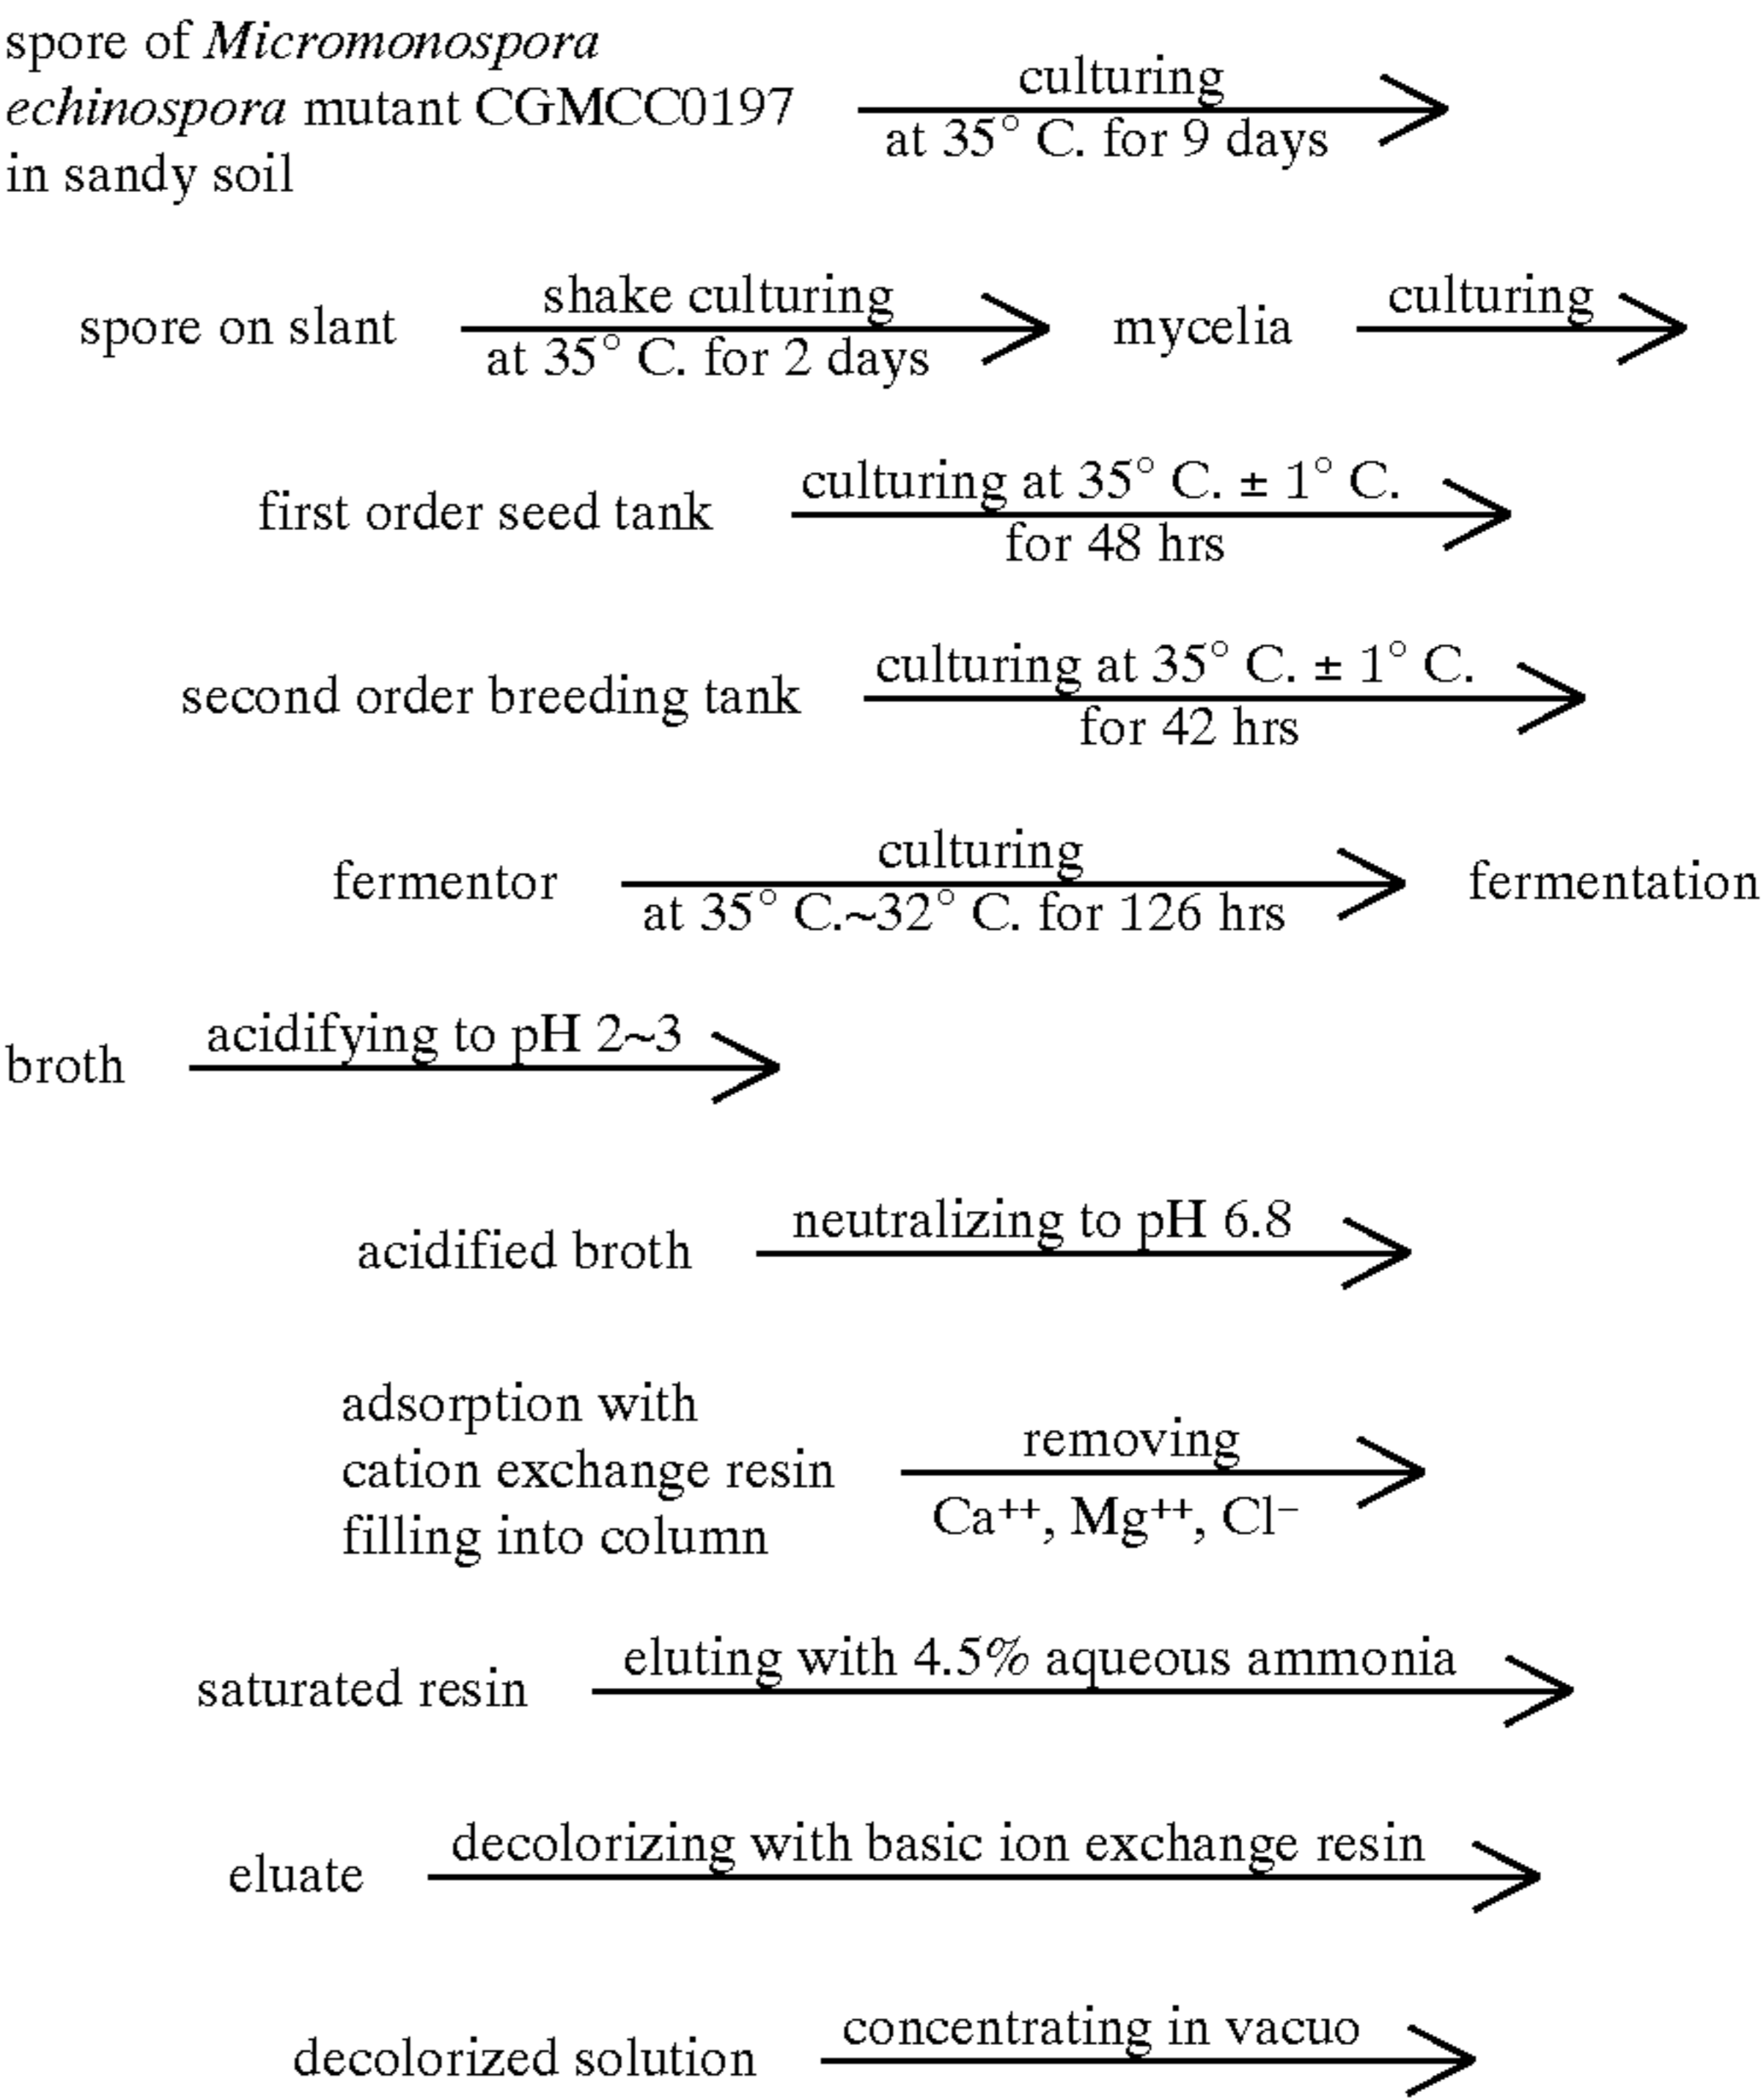 spore of Micromonospora
echinospora mutant CGMCC0197
in sandy soil
culturing
at 35° C. for 9 days
spore on slant
shake culturing
at 35° C. for 2 days
mycelia
culturing
first order seed tank
culturing at 35° C. ± 1° C.
for 48 hrs
second order breeding tank
culturing at 35° C. ± 1° C.
for 42 hrs
fermentor
culturing
at 35° C.~32° C. for 126 hrs
fermentation
broth
acidifying to pH 2~3
acidified broth
neutralizing to pH 6.8
adsorption with
cation exchange resin
filling into column
removing
Ca⁺⁺, Mg⁺⁺, Cl⁻
saturated resin
eluting with 4.5% aqueous ammonia
eluate
decolorizing with basic ion exchange resin
decolorized solution
concentrating in vacuo